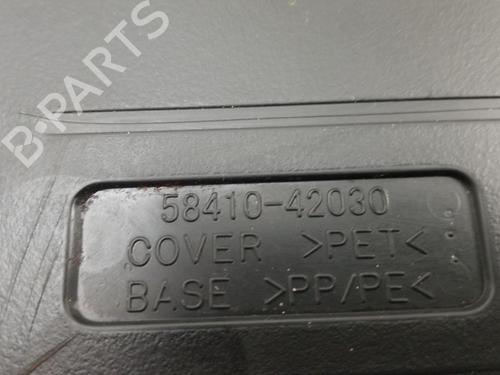 B-PARTS
58410-42030
COVER >PET<
BASE >PP/PE<